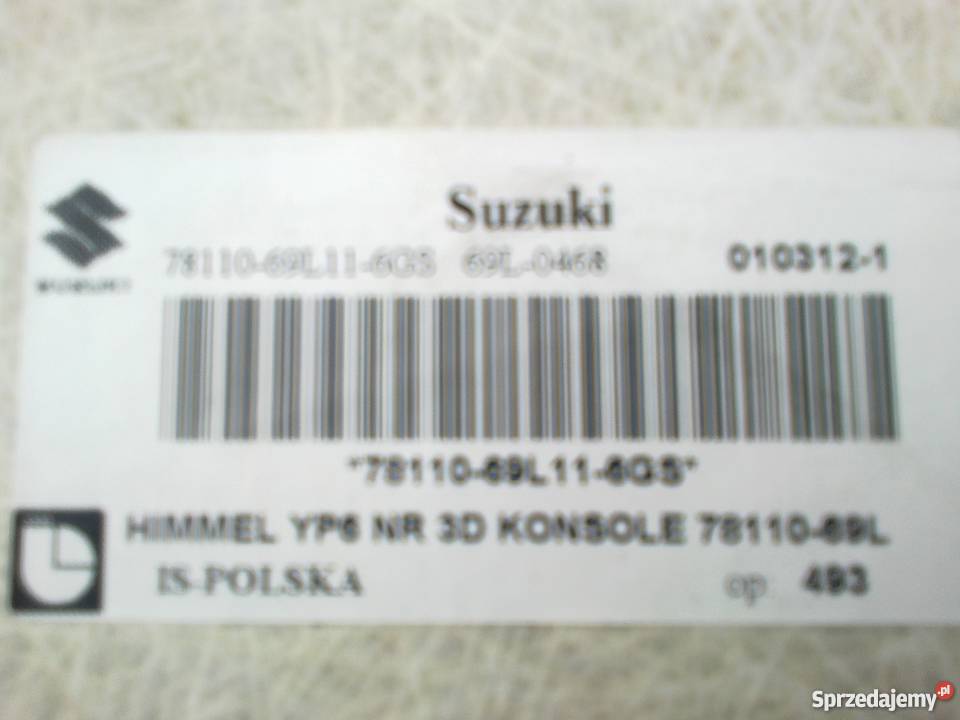 Suzuki
78110-69L11-6GS 69L-0468
010312-1
SUZUKI
*78110-69L11-6GS*
HIMMEL YP6 NR 3D KONSOLE 78110-69L
IS-POLSKA
op 493
Sprzedajemy.pl